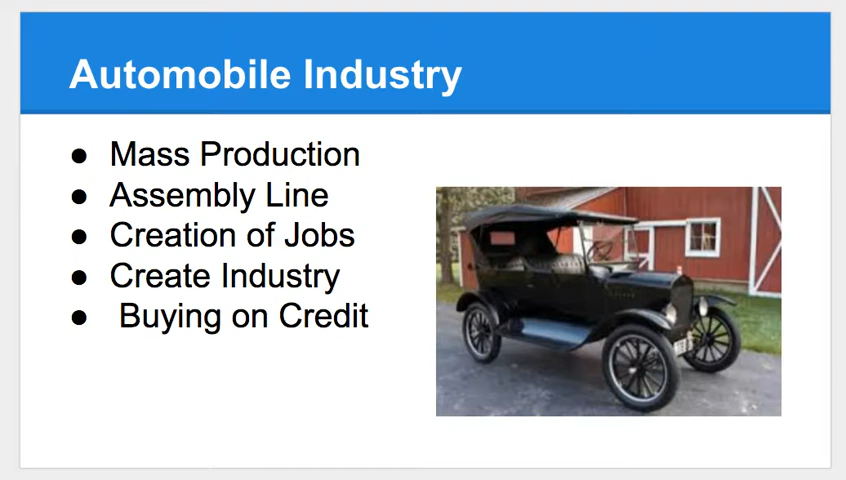 Automobile Industry
● Mass Production
● Assembly Line
● Creation of Jobs
● Create Industry
● Buying on Credit